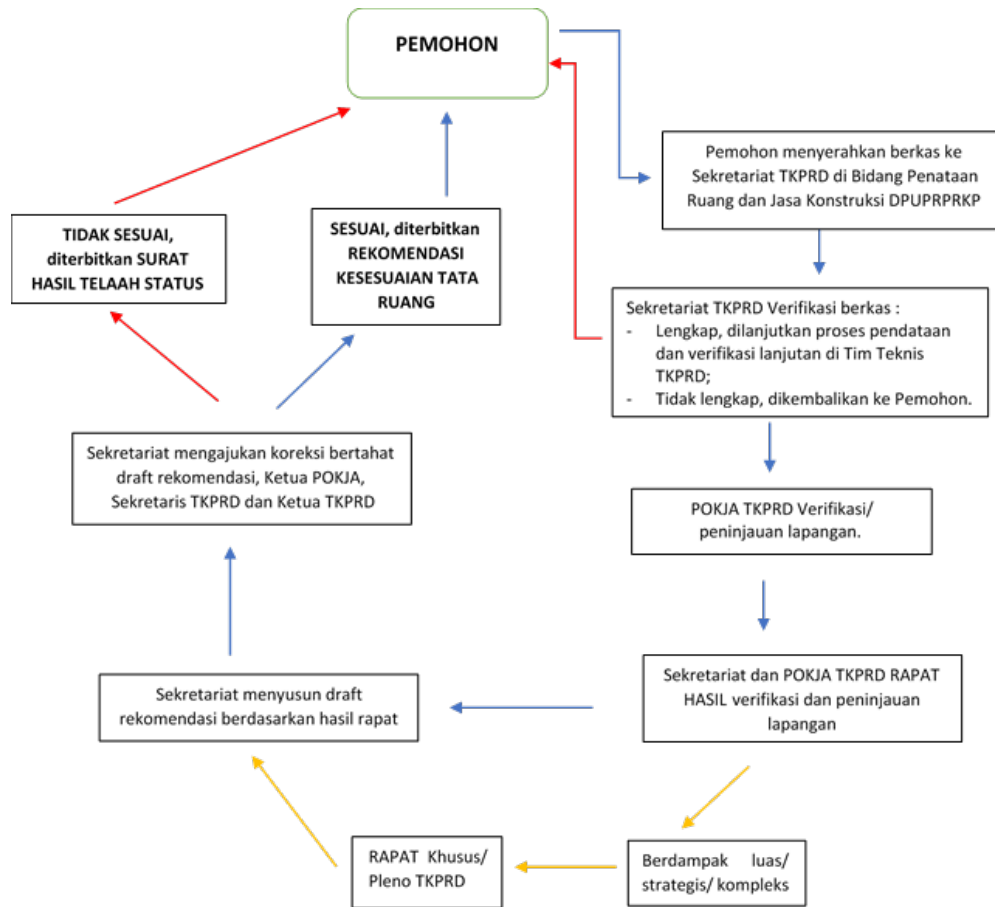 PEMOHON
Pemohon menyerahkan berkas ke
Sekretariat TKPRD di Bidang Penataan
Ruang dan Jasa Konstruksi DPUPRPRKP
Sekretariat TKPRD Verifikasi berkas :
- Lengkap, dilanjutkan proses pendataan
dan verifikasi lanjutan di Tim Teknis
TKPRD;
- Tidak lengkap, dikembalikan ke Pemohon.
POKJA TKPRD Verifikasi/
peninjauan lapangan.
Sekretariat dan POKJA TKPRD RAPAT
HASIL verifikasi dan peninjauan
lapangan
Berdampak luas/
strategis/ kompleks
RAPAT Khusus/
Pleno TKPRD
Sekretariat menyusun draft
rekomendasi berdasarkan hasil rapat
Sekretariat mengajukan koreksi bertahat
draft rekomendasi, Ketua POKJA,
Sekretaris TKPRD dan Ketua TKPRD
TIDAK SESUAI,
diterbitkan SURAT
HASIL TELAAH STATUS
SESUAI, diterbitkan
REKOMENDASI
KESESUAIAN TATA
RUANG